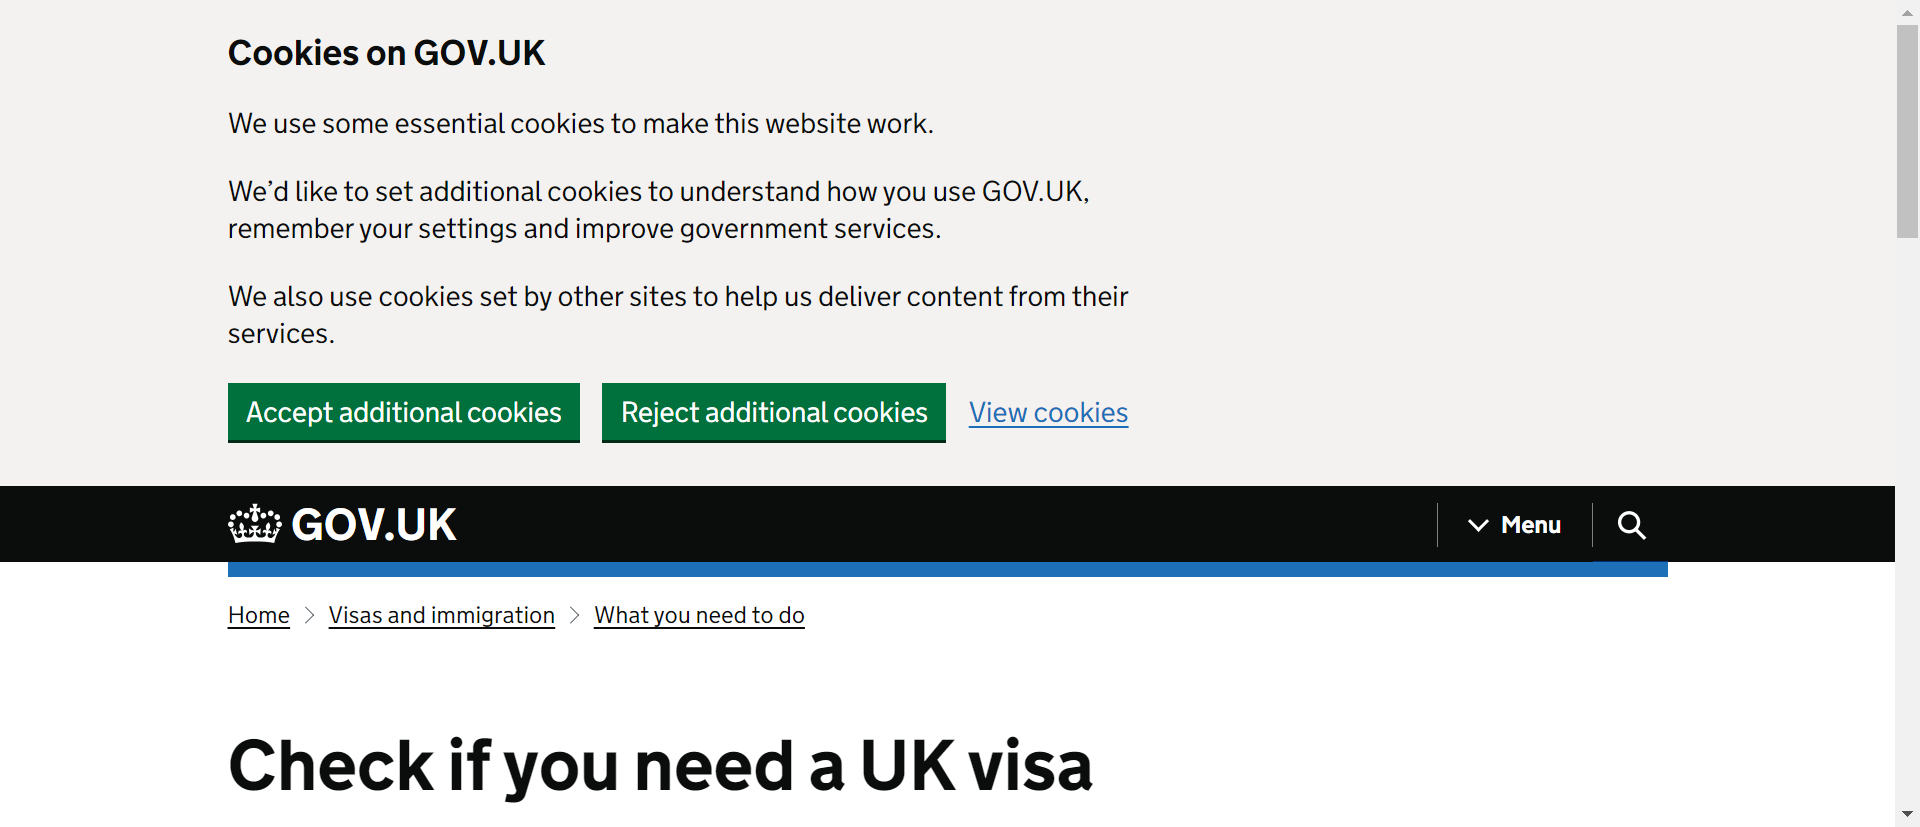 Cookies on GOV.UK
We use some essential cookies to make this website work.
We’d like to set additional cookies to understand how you use GOV.UK,
remember your settings and improve government services.
We also use cookies set by other sites to help us deliver content from their
services.
Accept additional cookies Reject additional cookies View cookies
GOV.UK Menu
Home Visas and immigration What you need to do
Check if you need a UK visa